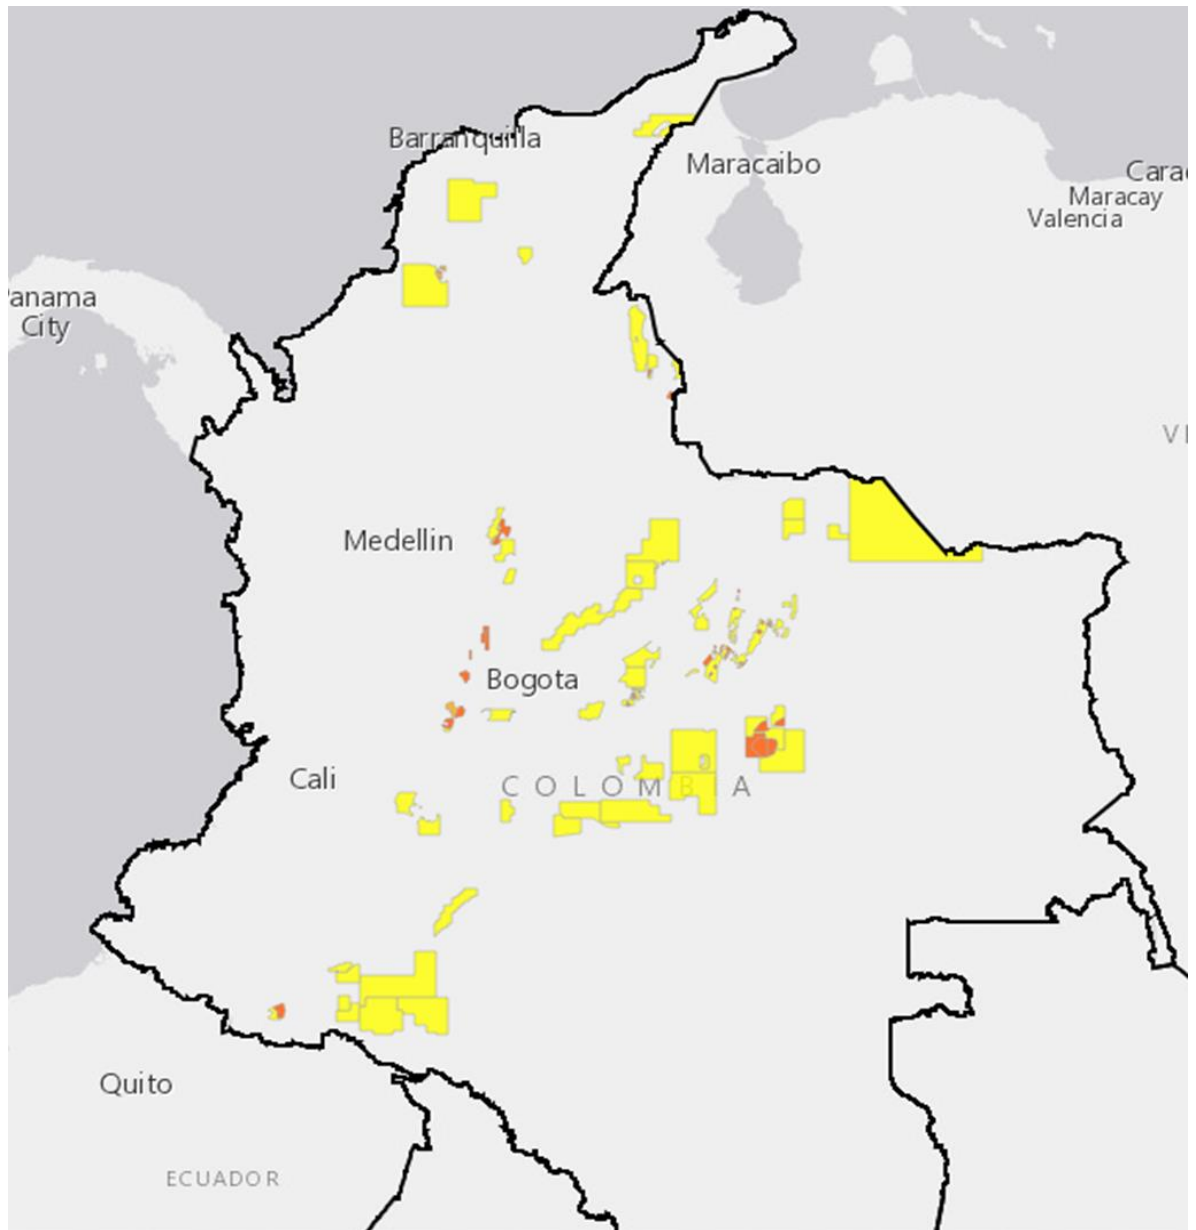 Barranquilla
Maracaibo
Carac
Maracay
Valencia
anama
City
V
Medellin
Bogota
Cali
COLOMBIA
Quito
ECUADOR